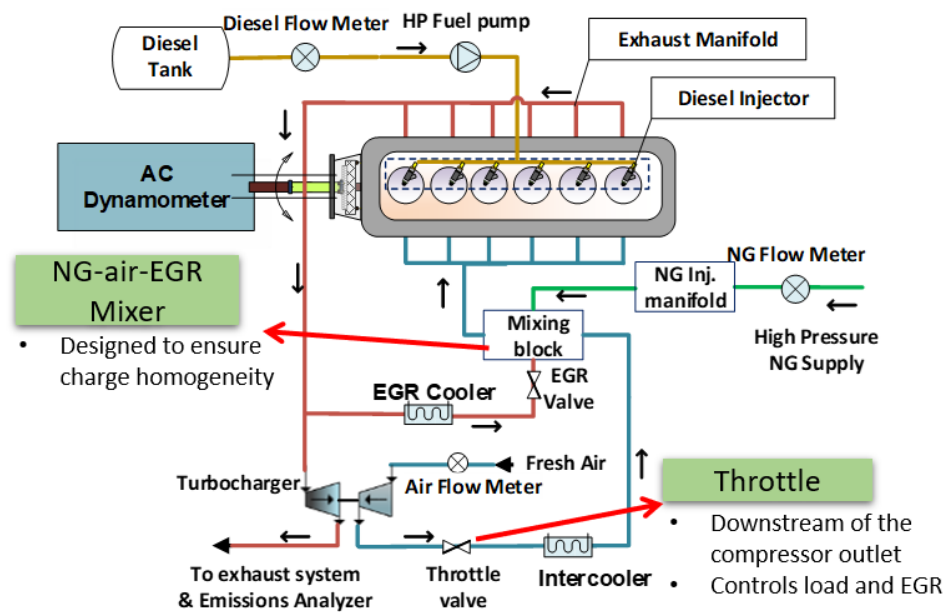 Diesel Flow Meter
HP Fuel pump
Diesel
Tank
Exhaust Manifold
Diesel Injector
AC
Dynamometer
NG-air-EGR
Mixer
• Designed to ensure
charge homogeneity
NG Flow Meter
NG Inj.
manifold
Mixing
block
High Pressure
NG Supply
EGR
Valve
EGR Cooler
Turbocharger
Fresh Air
Air Flow Meter
Throttle
• Downstream of the
compressor outlet
• Controls load and EGR
To exhaust system
& Emissions Analyzer
Throttle
valve
Intercooler